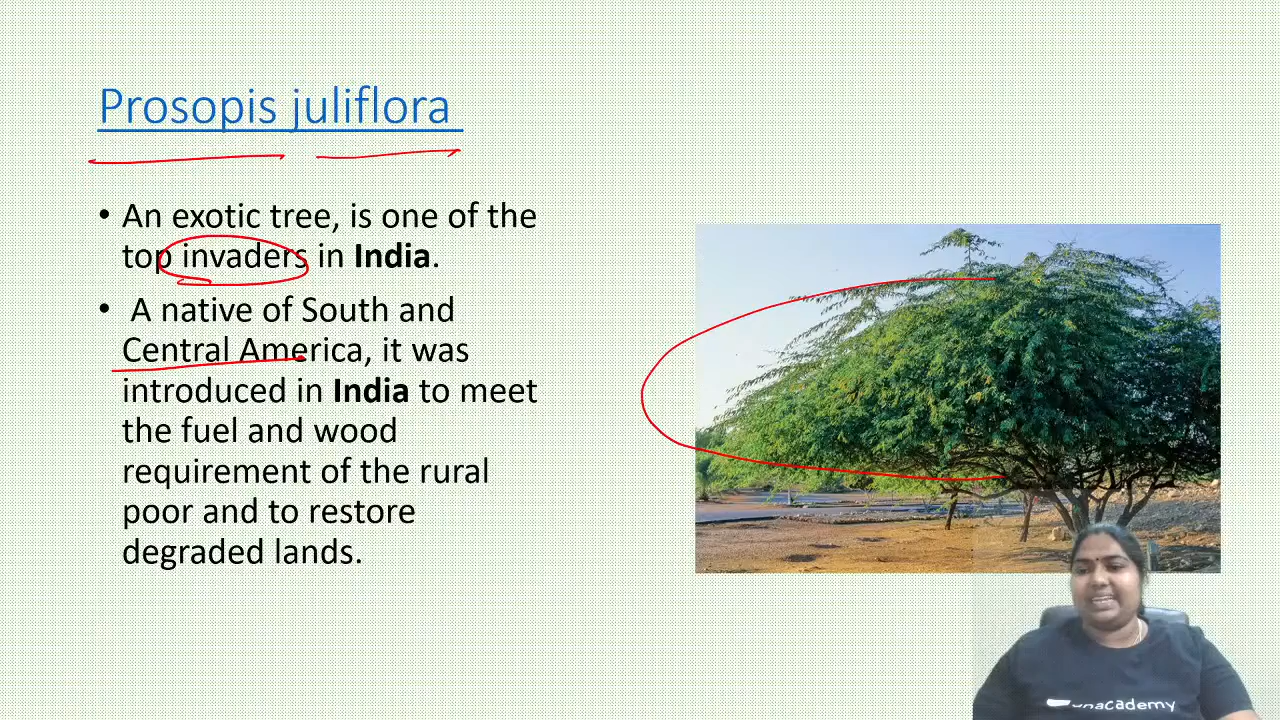 Prosopis juliflora
• An exotic tree, is one of the
top invaders in India.
• A native of South and
Central America, it was
introduced in India to meet
the fuel and wood
requirement of the rural
poor and to restore
degraded lands.